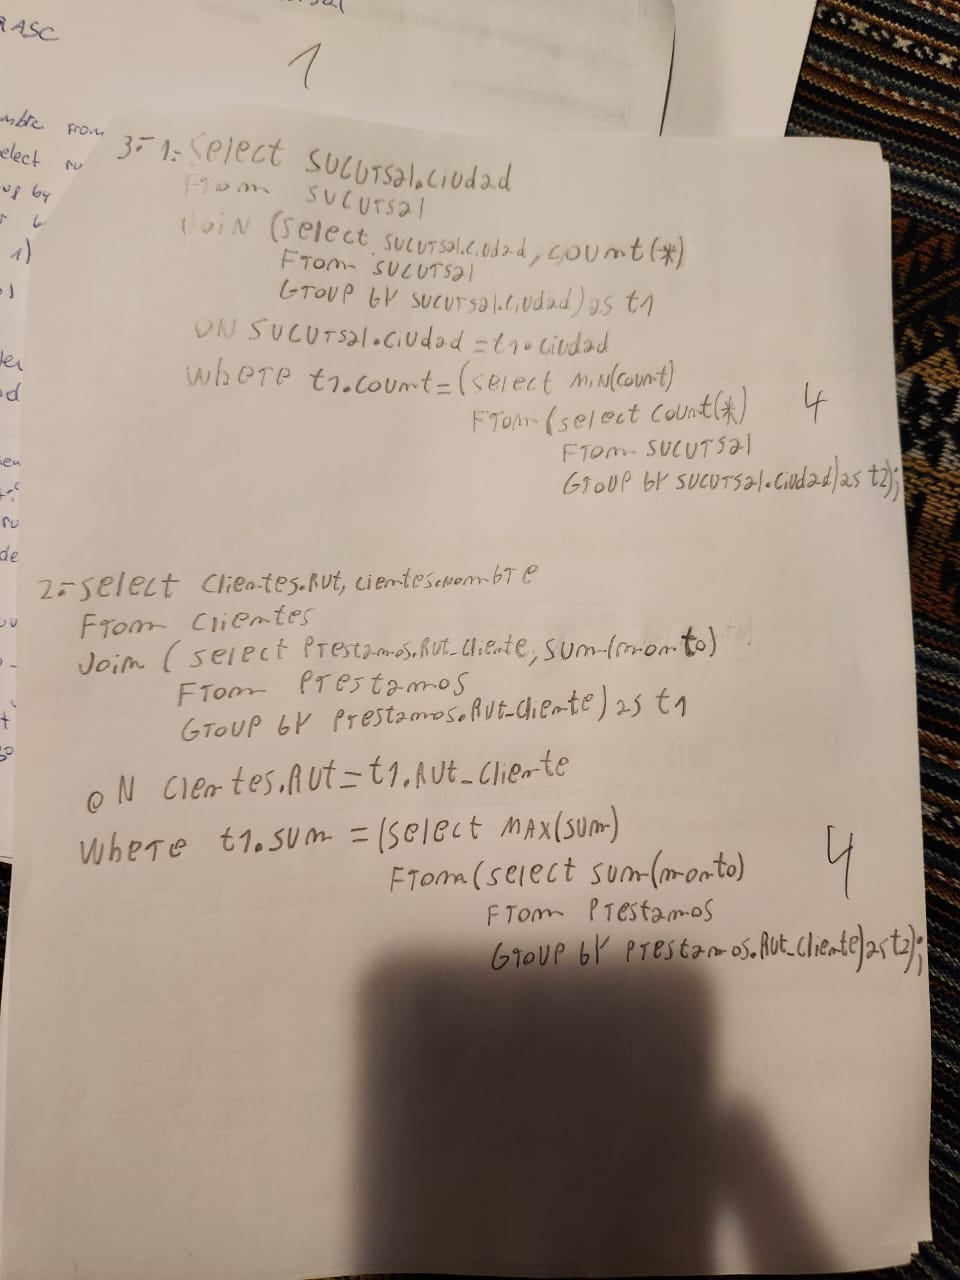 RASC
1
from
elect
by
1)
de
3.- 1.- Select sucursal.ciudad
From sucursal
Join (select sucursal.ciudad, count(*)
From sucursal
Group by sucursal.ciudad) as t1
ON sucursal.ciudad = t1.ciudad
Where t1.count = (select MIN(count)
From (select count(*)
4
From sucursal
Group by sucursal.ciudad) as t2);
2.- select Clientes.Rut, cientes.nombre
From Clientes
Join ( select Prestamos.Rut_Cliente, sum(monto)
From Prestamos
Group by Prestamos.Rut_Cliente) as t1
ON Clentes.Rut = t1.Rut_Cliente
Where t1.sum = (select MAX(sum)
4
From (select sum(monto)
From Prestamos
Group by Prestamos.Rut_Cliente) as t2);